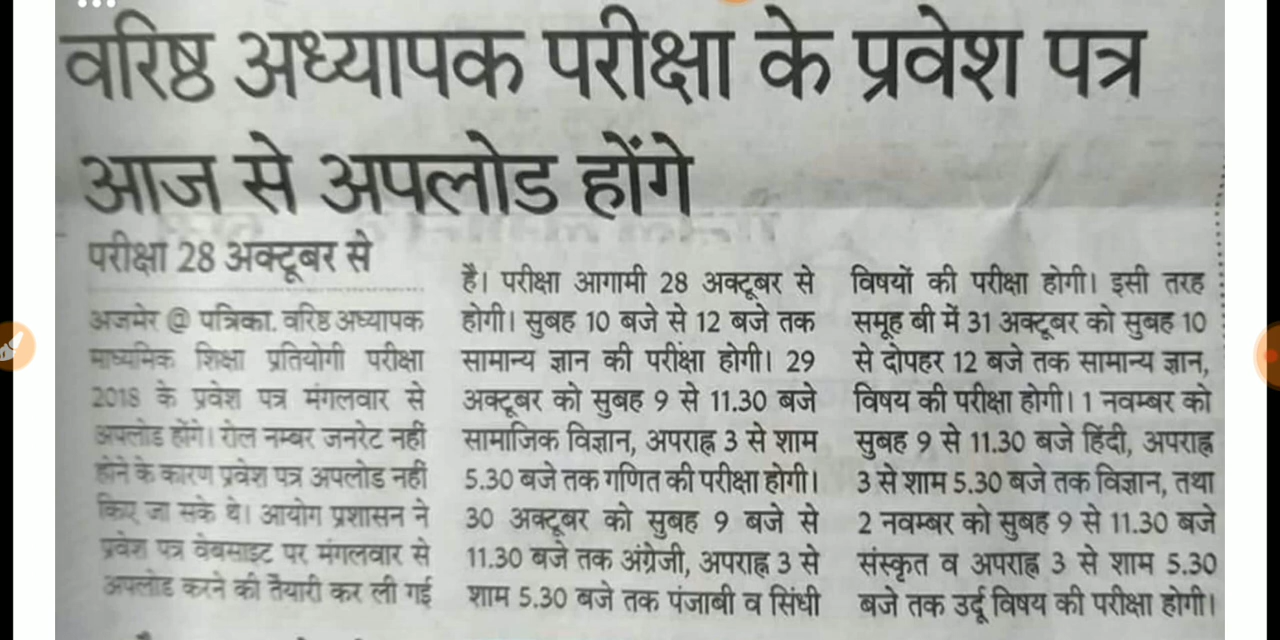 वरिष्ठ अध्यापक परीक्षा के प्रवेश पत्र
आज से अपलोड होंगे
परीक्षा 28 अक्टूबर से
अजमेर @ पत्रिका. वरिष्ठ अध्यापक
माध्यमिक शिक्षा प्रतियोगी परीक्षा
2018 के प्रवेश पत्र मंगलवार से
अपलोड होंगे। रोल नम्बर जनरेट नहीं
होने के कारण प्रवेश पत्र अपलोड नहीं
किए जा सके थे। आयोग प्रशासन ने
प्रवेश पत्र वेबसाइट पर मंगलवार से
अपलोड करने की तैयारी कर ली गई
है। परीक्षा आगामी 28 अक्टूबर से
होगी। सुबह 10 बजे से 12 बजे तक
सामान्य ज्ञान की परीक्षा होगी। 29
अक्टूबर को सुबह 9 से 11.30 बजे
सामाजिक विज्ञान, अपराह्न 3 से शाम
5.30 बजे तक गणित की परीक्षा होगी।
30 अक्टूबर को सुबह 9 बजे से
11.30 बजे तक अंग्रेजी, अपराह्न 3 से
शाम 5.30 बजे तक पंजाबी व सिंधी
विषयों की परीक्षा होगी। इसी तरह
समूह बी में 31 अक्टूबर को सुबह 10
से दोपहर 12 बजे तक सामान्य ज्ञान,
विषय की परीक्षा होगी। 1 नवम्बर को
सुबह 9 से 11.30 बजे हिंदी, अपराह्न
3 से शाम 5.30 बजे तक विज्ञान, तथा
2 नवम्बर को सुबह 9 से 11.30 बजे
संस्कृत व अपराह्न 3 से शाम 5.30
बजे तक उर्दू विषय की परीक्षा होगी।